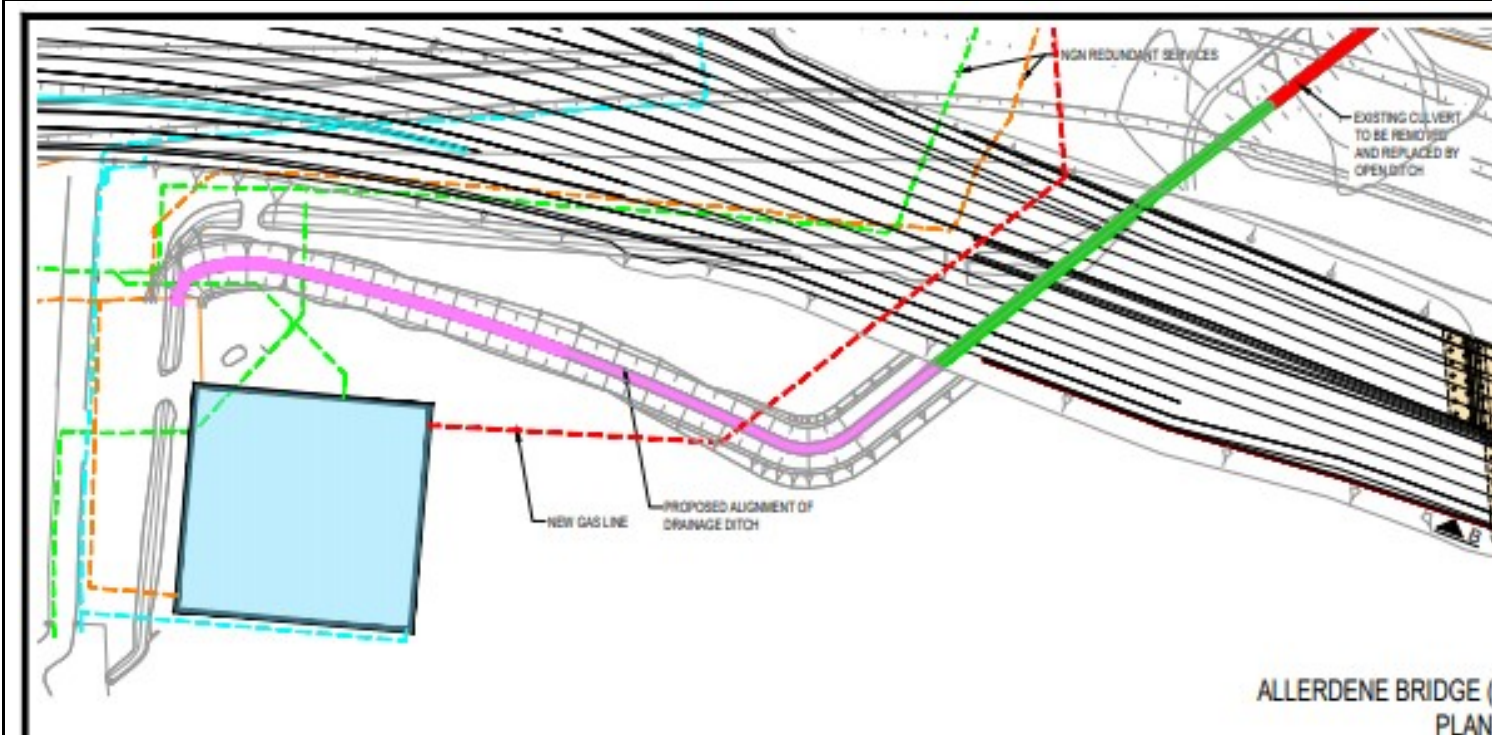 NGN REDUNDANT SERVICES
EXISTING CULVERT
TO BE REMOVED
AND REPLACED BY
OPEN DITCH
NEW GAS LINE
PROPOSED ALIGNMENT OF
DRAINAGE DITCH
B
ALLERDENE BRIDGE (
PLAN